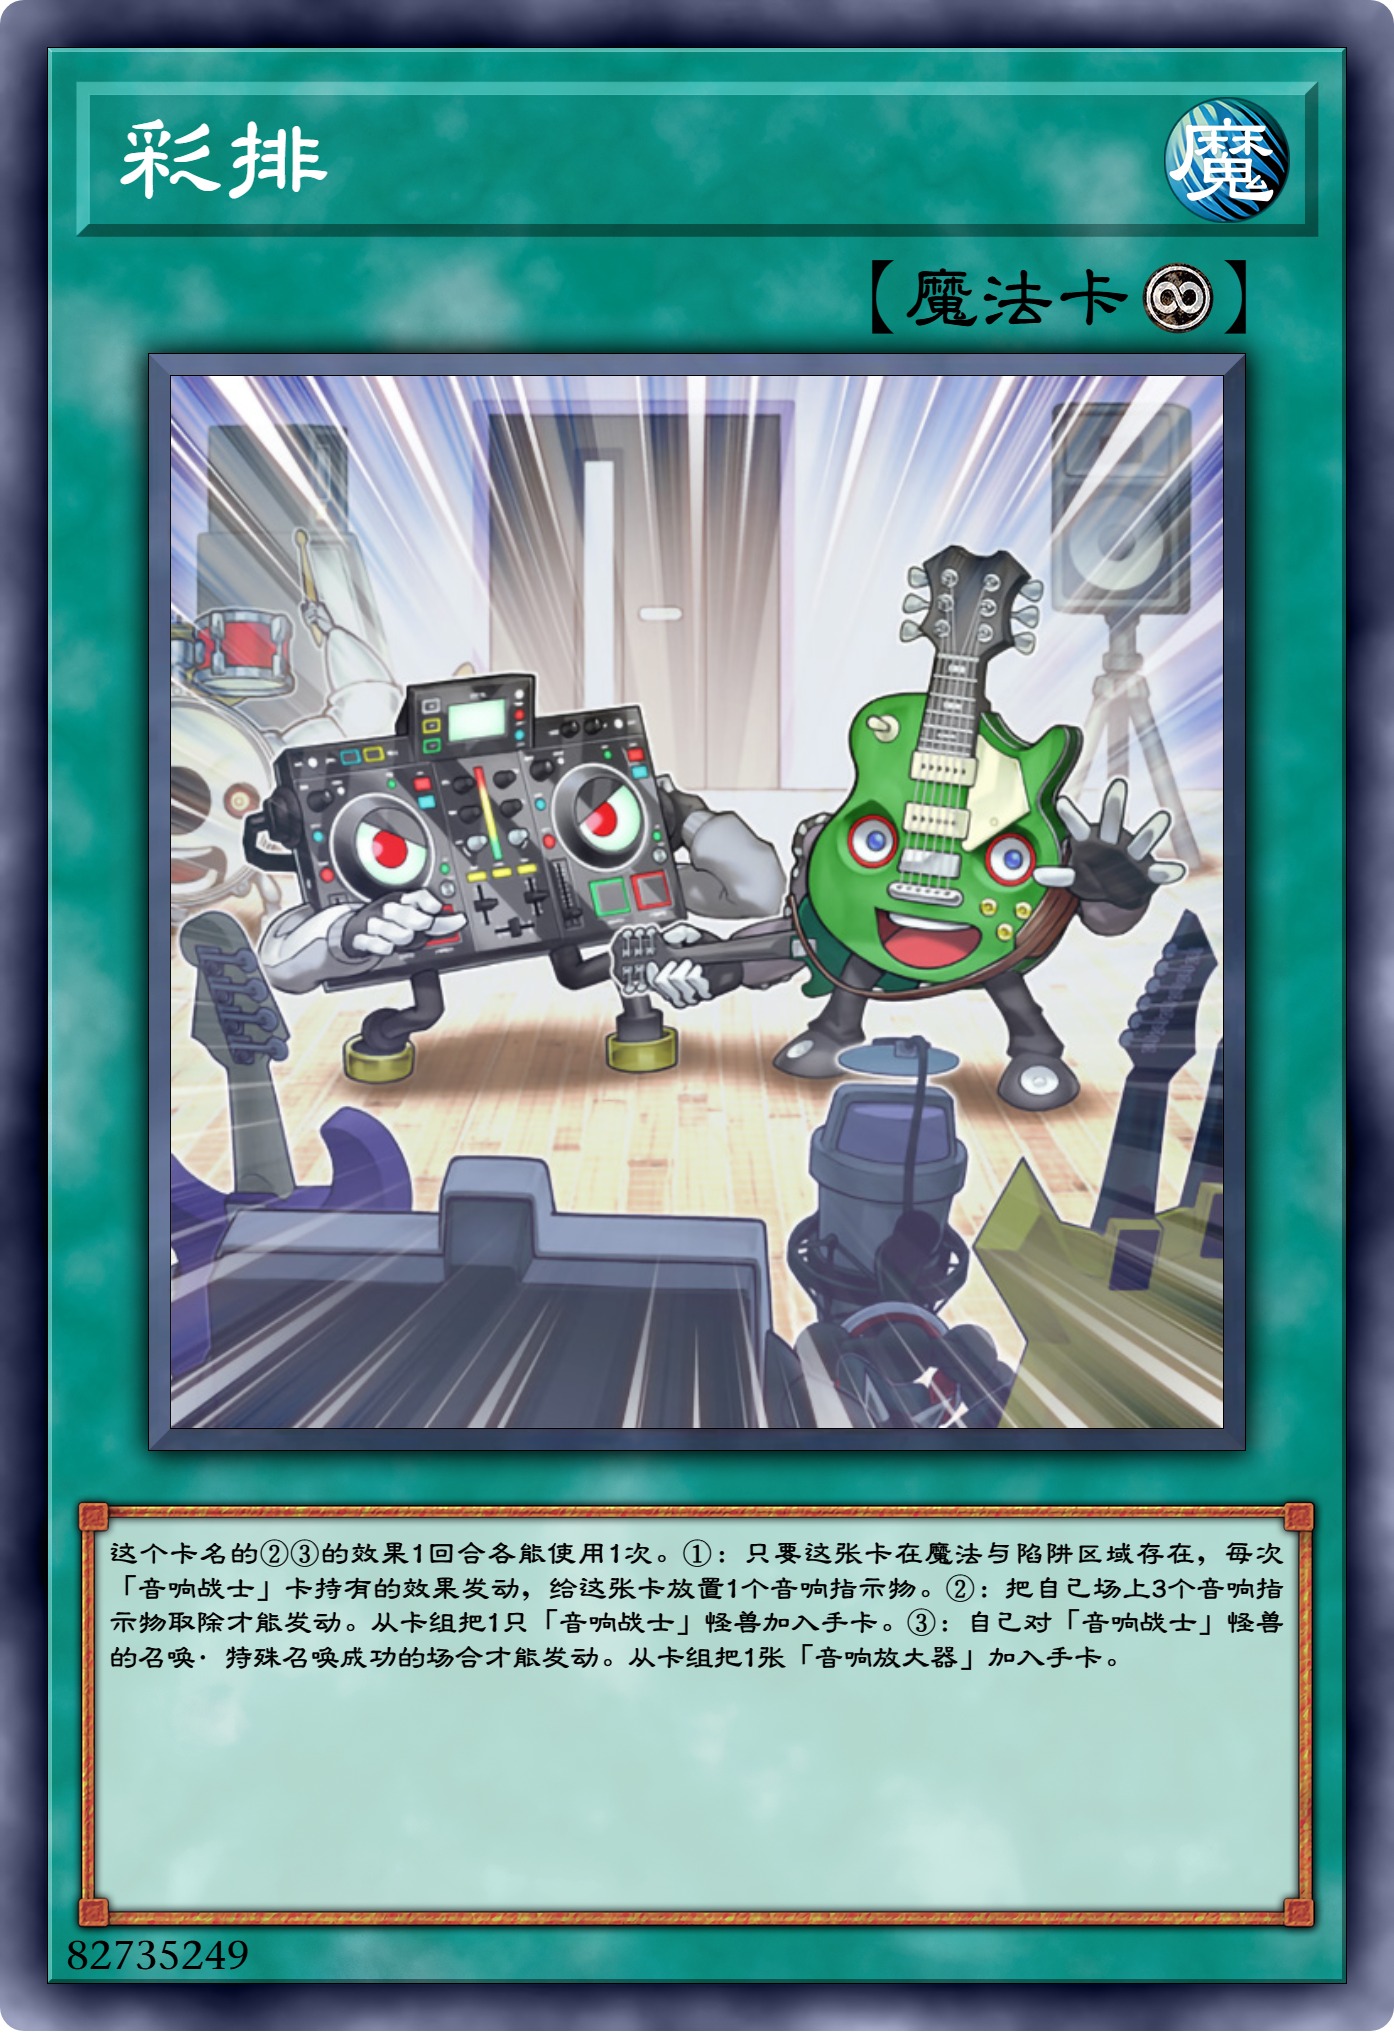 彩排
魔
【魔法卡】
这个卡名的②③的效果1回合各能使用1次。①：只要这张卡在魔法与陷阱区域存在，每次
「音响战士」卡持有的效果发动，给这张卡放置1个音响指示物。②：把自己场上3个音响指
示物取除才能发动。从卡组把1只「音响战士」怪兽加入手卡。③：自己对「音响战士」怪兽
的召唤·特殊召唤成功的场合才能发动。从卡组把1张「音响放大器」加入手卡。
82735249